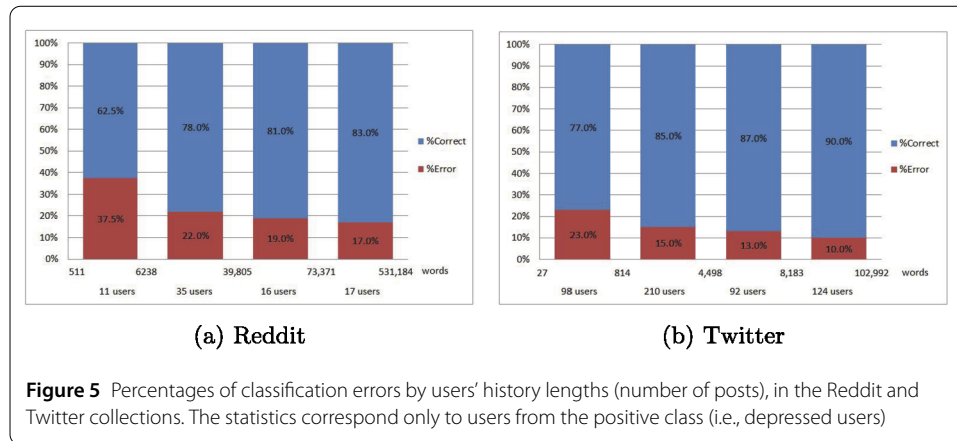 100%
90%
80%
70%
60%
50%
40%
30%
20%
10%
0%
62.5% 78.0% 81.0% 83.0%
37.5% 22.0% 19.0% 17.0%
%Correct
%Error
511 6238 39,805 73,371 531,184 words
11 users 35 users 16 users 17 users
(a) Reddit
100%
90%
80%
70%
60%
50%
40%
30%
20%
10%
0%
77.0% 85.0% 87.0% 90.0%
23.0% 15.0% 13.0% 10.0%
%Correct
%Error
27 814 4,498 8,183 102,992 words
98 users 210 users 92 users 124 users
(b) Twitter
Figure 5 Percentages of classification errors by users' history lengths (number of posts), in the Reddit and
Twitter collections. The statistics correspond only to users from the positive class (i.e., depressed users)